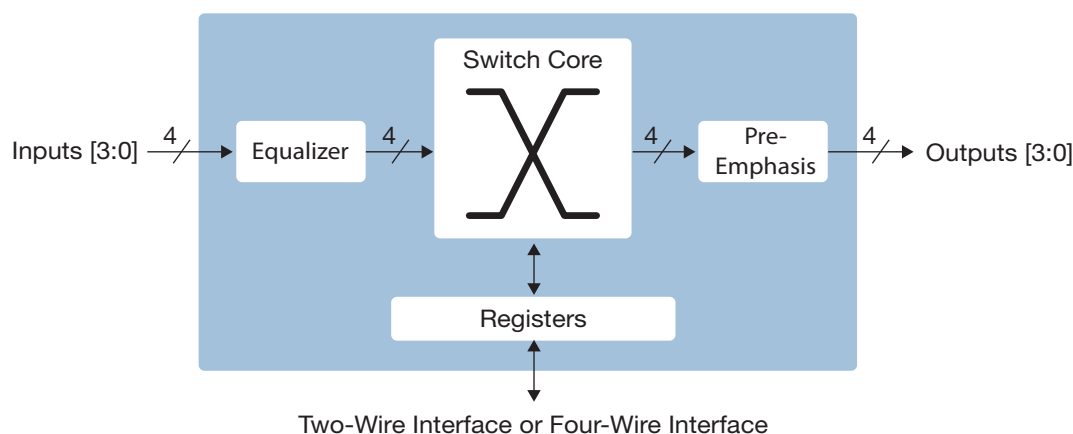 Switch Core
Inputs [3:0]
4
Equalizer
4
4
Pre-
Emphasis
4
Outputs [3:0]
Registers
Two-Wire Interface or Four-Wire Interface